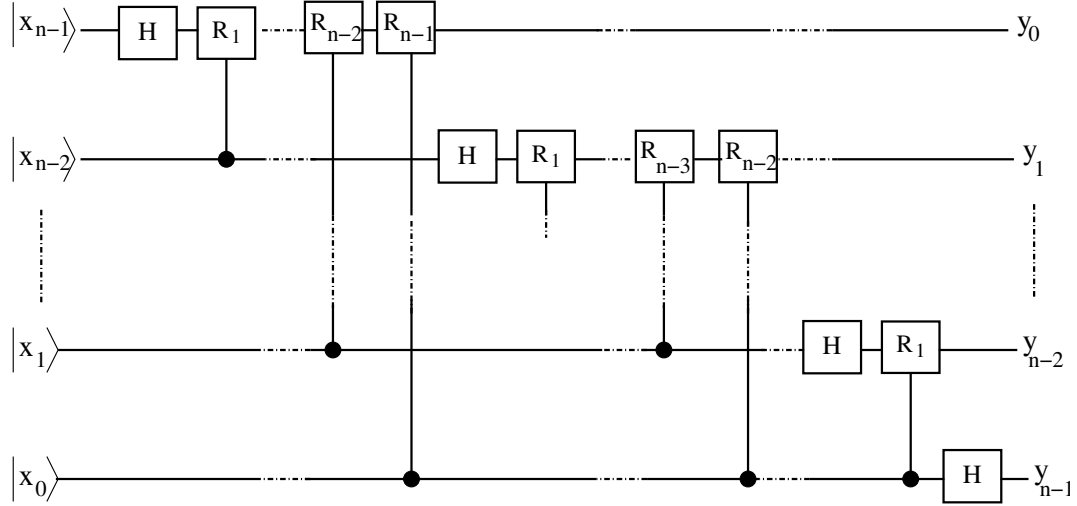 |x_{n-1}⟩ H R_1 R_{n-2} R_{n-1} y_0
|x_{n-2}⟩ H R_1 R_{n-3} R_{n-2} y_1
|x_1⟩ H R_1 y_{n-2}
|x_0⟩ H y_{n-1}